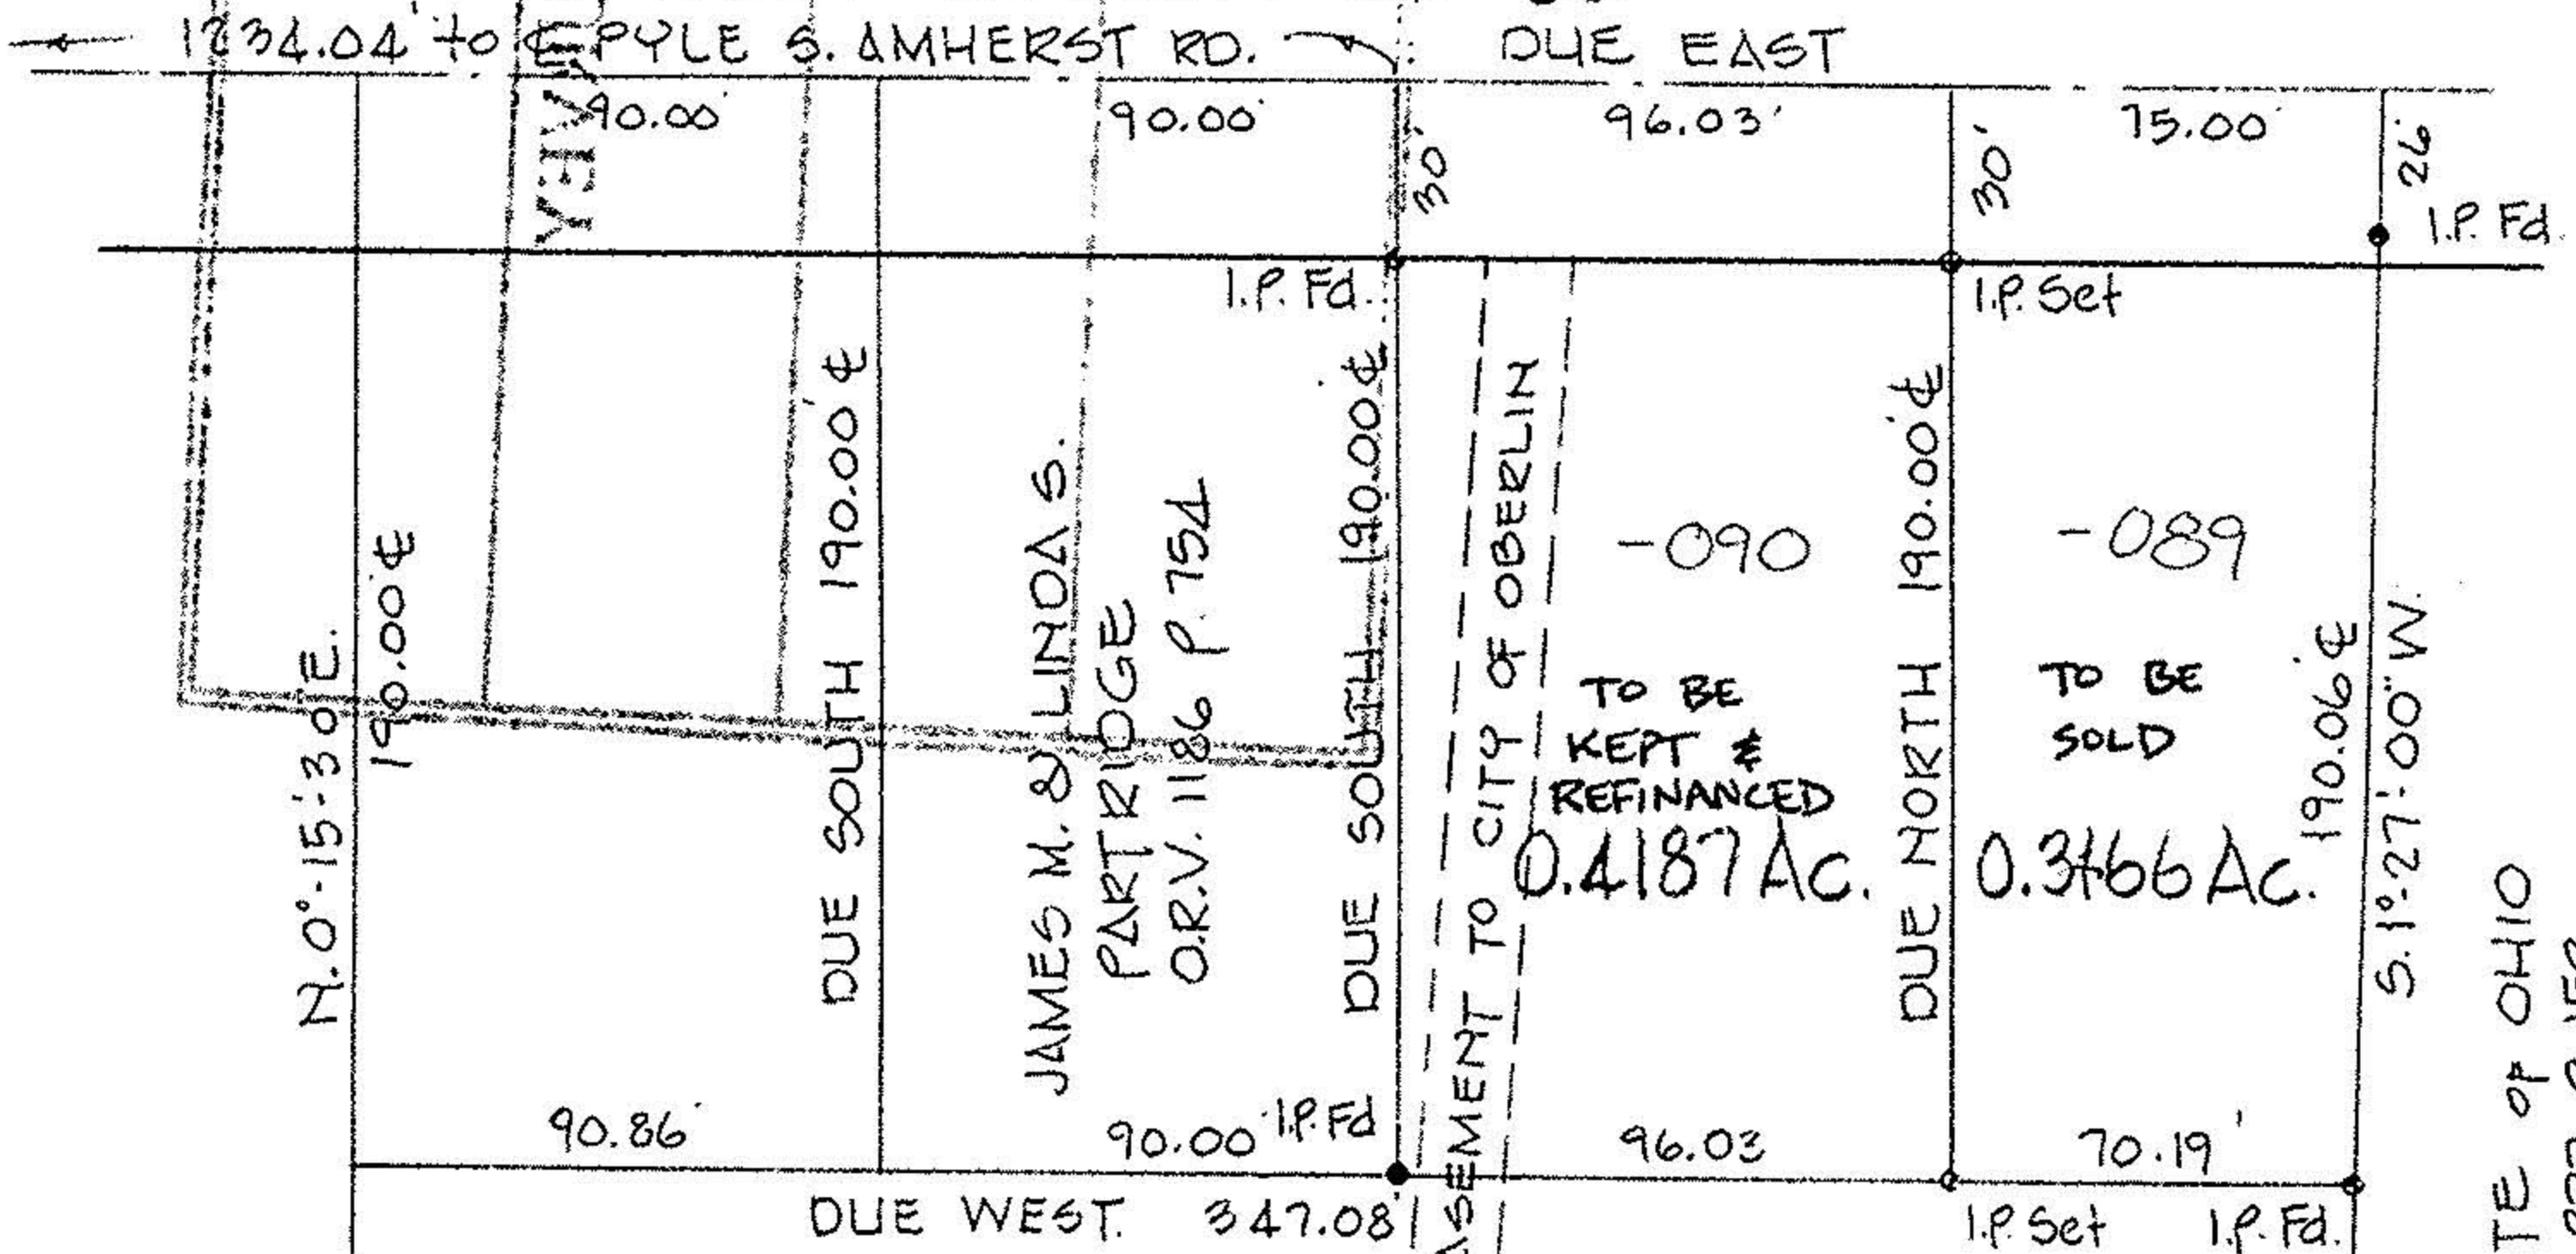 1234.04' to ₵ PYLE S. AMHERST RD.
DUE EAST
90.00'
90.00'
96.03'
75.00'
30'
30'
26'
I.P. Fd.
I.P. Fd.
I.P. Set
N. 0°-15'-30" E.
190.00' ₵
DUE SOUTH 190.00 ₵
JAMES M. & LINDA S.
PARTRIDGE
O.R.V. 1186 P. 754
DUE SOUTH 190.00' ₵
EASEMENT TO CITY OF OBERLIN
-090
TO BE
KEPT &
REFINANCED
0.4187 Ac.
DUE NORTH 190.00' ₵
-089
TO BE
SOLD
0.3166 Ac.
190.06' ₵
S. 1°-27'-00" W.
TE OF OHIO
90.86'
90.00'
I.P. Fd
96.03
70.19'
DUE WEST. 347.08'
I.P. Set
I.P. Fd.